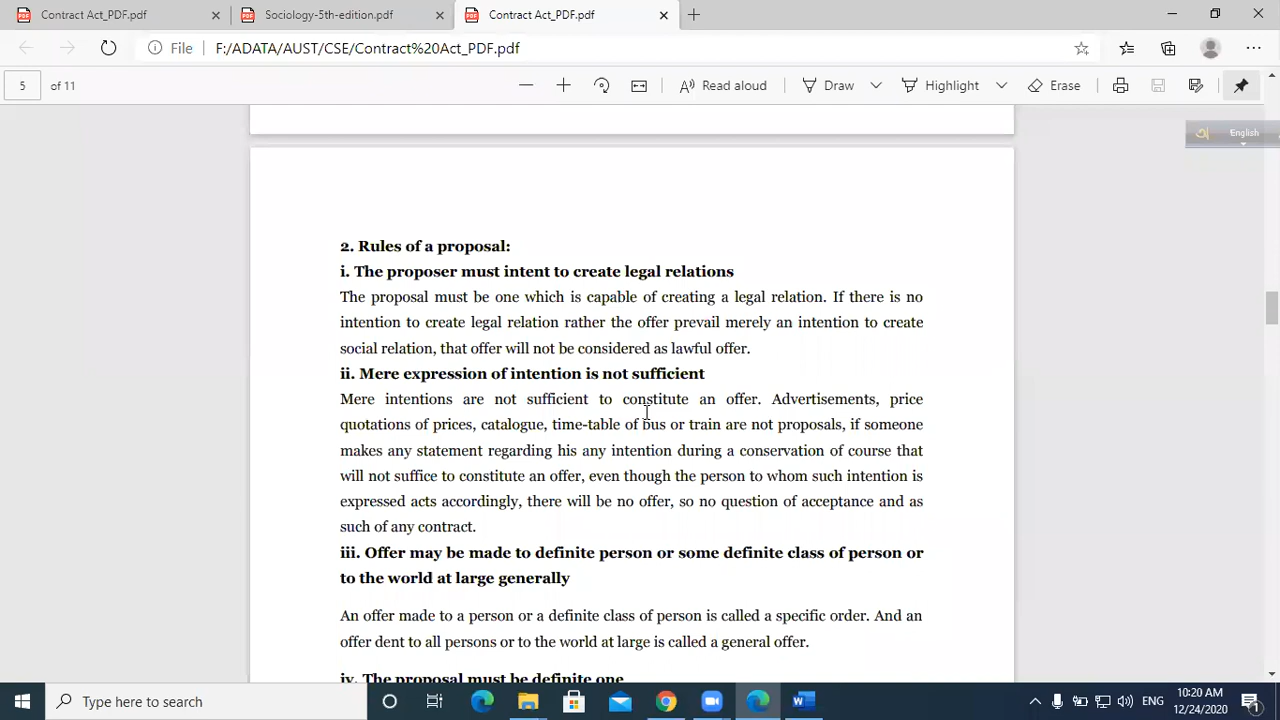 Contract Act_PDF.pdf
Sociology-5th-edition.pdf
Contract Act_PDF.pdf
File
F:/ADATA/AUST/CSE/Contract%20Act_PDF.pdf
5
of 11
Read aloud
Draw
Highlight
Erase
English
2. Rules of a proposal:
i. The proposer must intent to create legal relations
The proposal must be one which is capable of creating a legal relation. If there is no
intention to create legal relation rather the offer prevail merely an intention to create
social relation, that offer will not be considered as lawful offer.
ii. Mere expression of intention is not sufficient
Mere intentions are not sufficient to constitute an offer. Advertisements, price
quotations of prices, catalogue, time-table of bus or train are not proposals, if someone
makes any statement regarding his any intention during a conservation of course that
will not suffice to constitute an offer, even though the person to whom such intention is
expressed acts accordingly, there will be no offer, so no question of acceptance and as
such of any contract.
iii. Offer may be made to definite person or some definite class of person or
to the world at large generally
An offer made to a person or a definite class of person is called a specific order. And an
offer dent to all persons or to the world at large is called a general offer.
iv. The proposal must be definite one
Type here to search
ENG
10:20 AM
12/24/2020
1